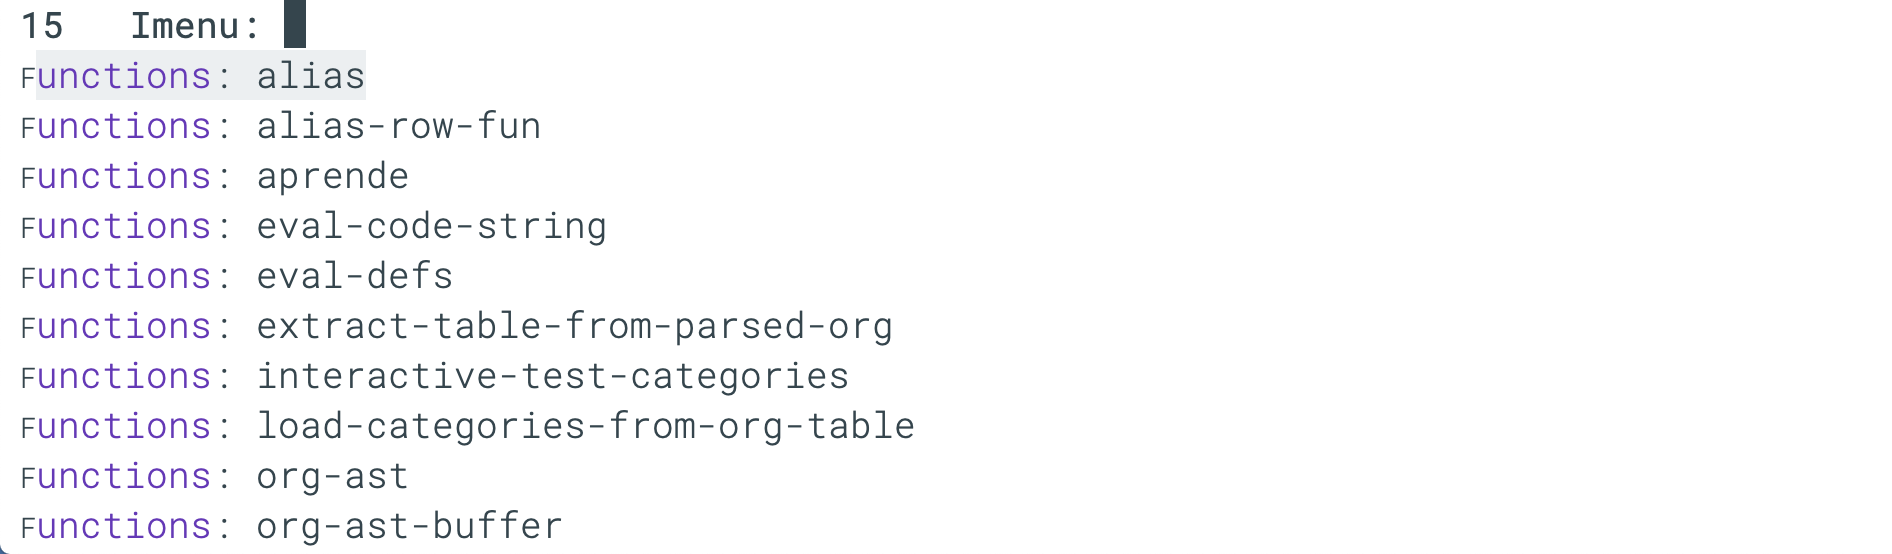 15 Imenu:
Functions: alias
Functions: alias-row-fun
Functions: aprende
Functions: eval-code-string
Functions: eval-defs
Functions: extract-table-from-parsed-org
Functions: interactive-test-categories
Functions: load-categories-from-org-table
Functions: org-ast
Functions: org-ast-buffer